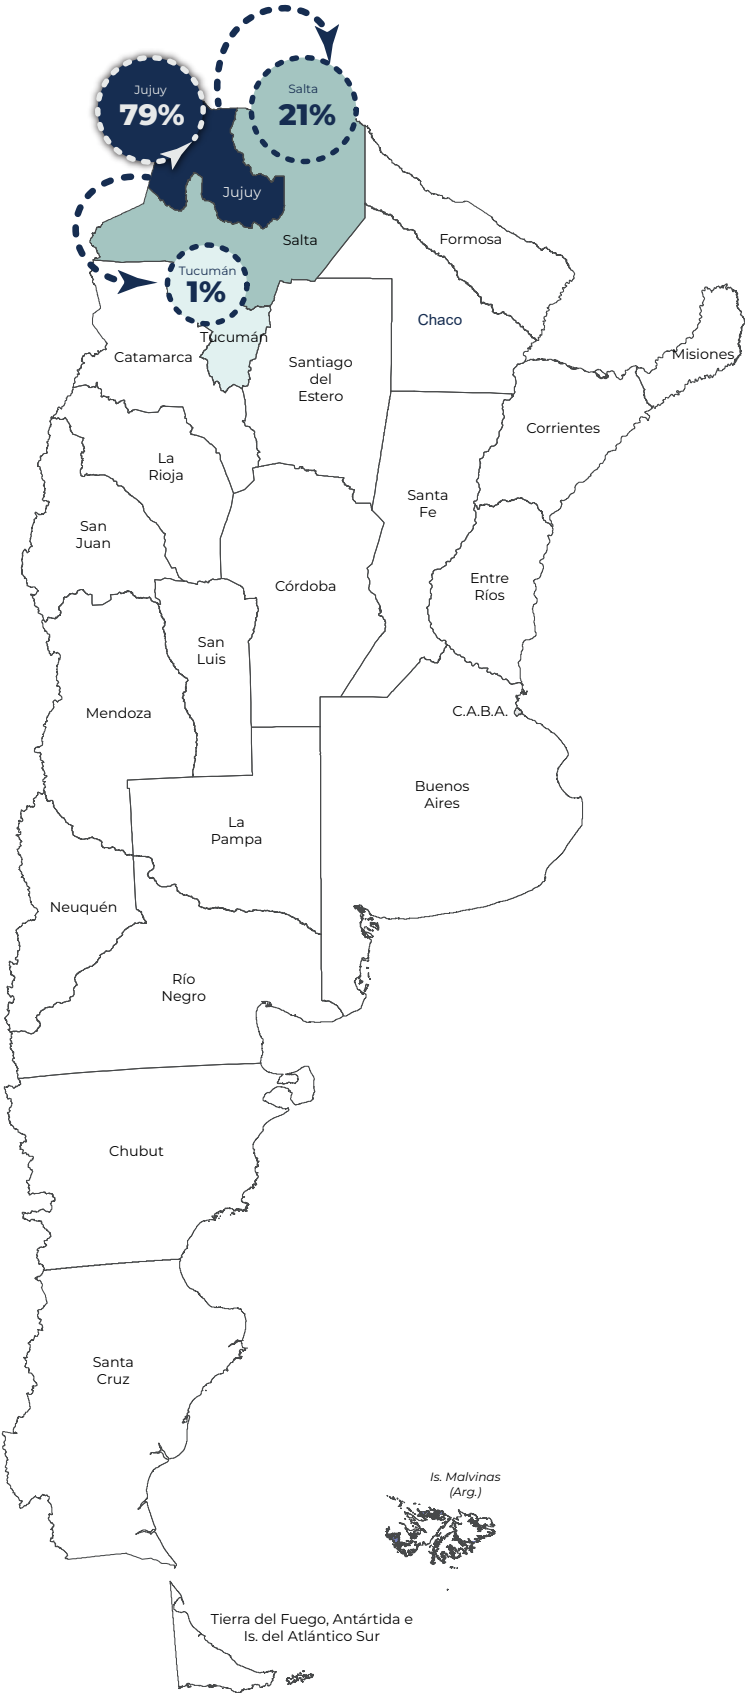 Jujuy
79%
Salta
21%
Jujuy
Salta
Formosa
Tucumán
1%
Chaco
Tucumán
Catamarca
Misiones
Santiago
del
Estero
Corrientes
La
Rioja
Santa
Fe
San
Juan
Córdoba
Entre
Ríos
San
Luis
Mendoza
C.A.B.A.
Buenos
Aires
La
Pampa
Neuquén
Río
Negro
Chubut
Santa
Cruz
Is. Malvinas
(Arg.)
Tierra del Fuego, Antártida e
Is. del Atlántico Sur